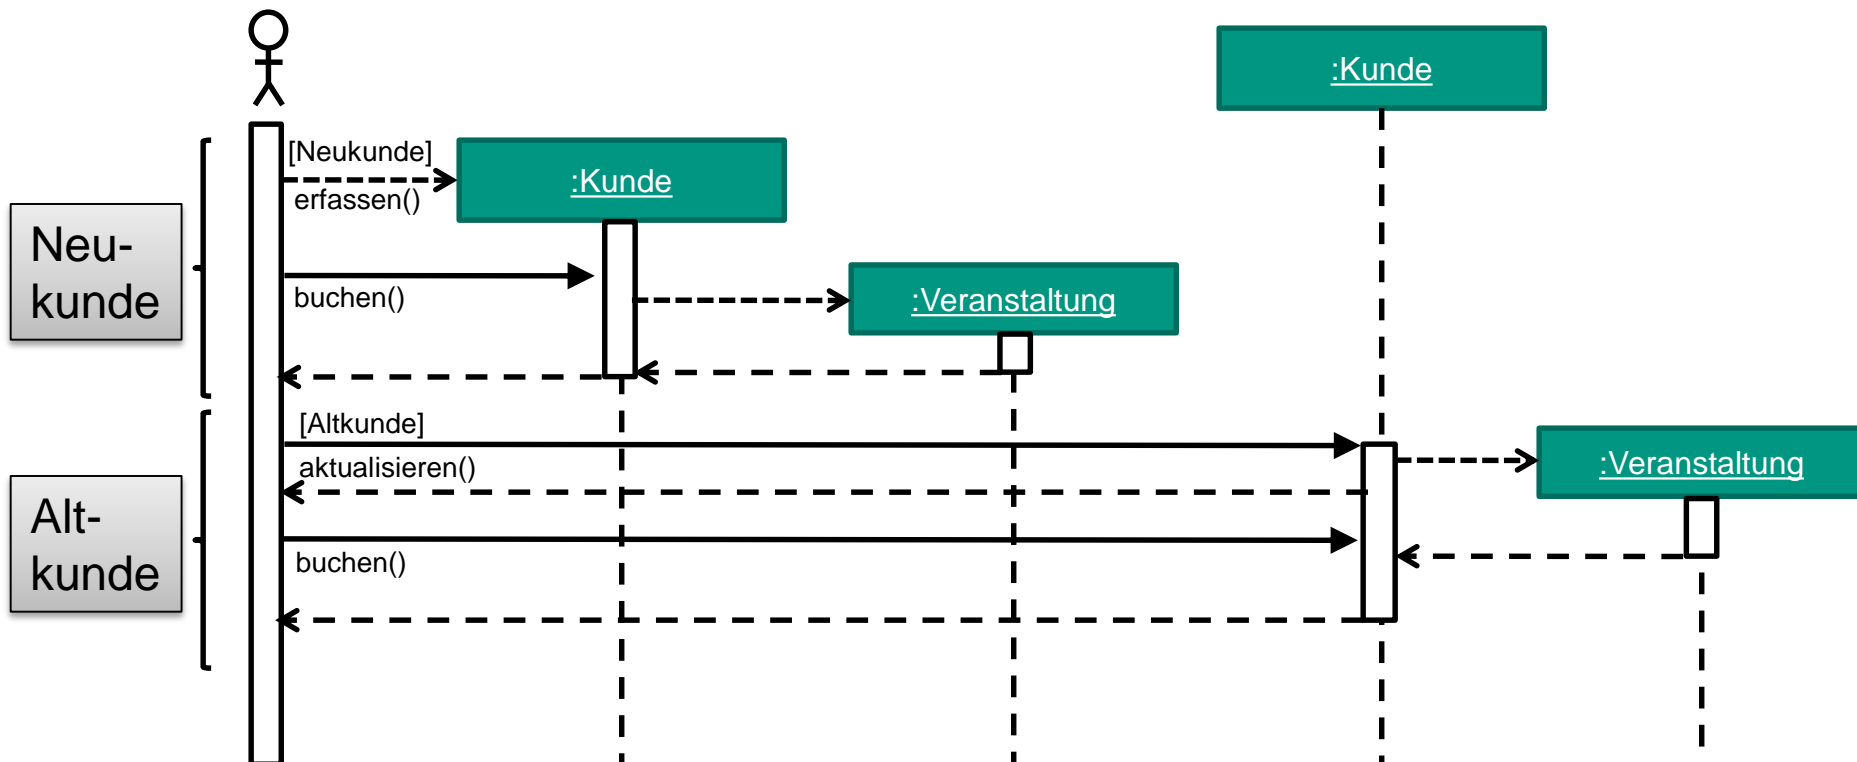 :Kunde
[Neukunde]
erfassen()
:Kunde
Neu-
kunde
buchen()
:Veranstaltung
[Altkunde]
aktualisieren()
:Veranstaltung
Alt-
kunde
buchen()